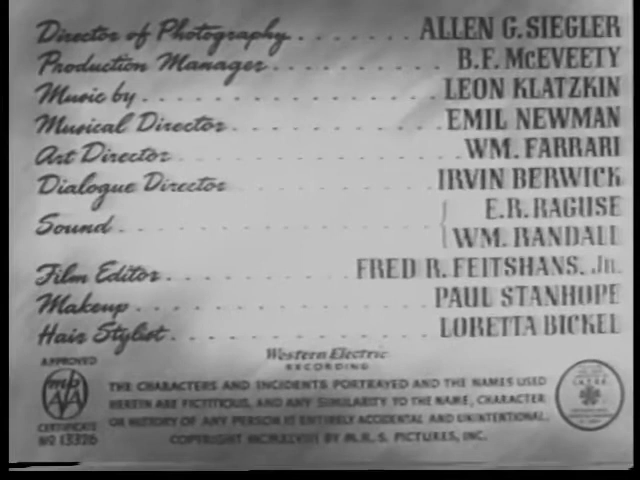 Director of Photography . . . . . . . ALLEN G. SIEGLER
Production Manager . . . . . . . . . . B.F. McEVEETY
Music by . . . . . . . . . . . . . . . LEON KLATZKIN
Musical Director . . . . . . . . . . . EMIL NEWMAN
Art Director . . . . . . . . . . . . . WM. FARRARI
Dialogue Director . . . . . . . . . . IRVIN BERWICK
Sound . . . . . . . . . . . . . . . . E.R. RAGUSE
WM. RANDALL
Film Editor . . . . . . . . . . FRED R. FEITSHANS, Jr.
Makeup . . . . . . . . . . . . . . . PAUL STANHOPE
Hair Stylist . . . . . . . . . . . . LORETTA BICKEL
Western Electric
RECORDING
APPROVED
MPAA
CERTIFICATE
No 13326
THE CHARACTERS AND INCIDENTS PORTRAYED AND THE NAMES USED
HEREIN ARE FICTITIOUS, AND ANY SIMILARITY TO THE NAME, CHARACTER
OR HISTORY OF ANY PERSON IS ENTIRELY ACCIDENTAL AND UNINTENTIONAL.
COPYRIGHT MCMXLVIII BY M.R.S. PICTURES, INC.
I.A.T.S.E.